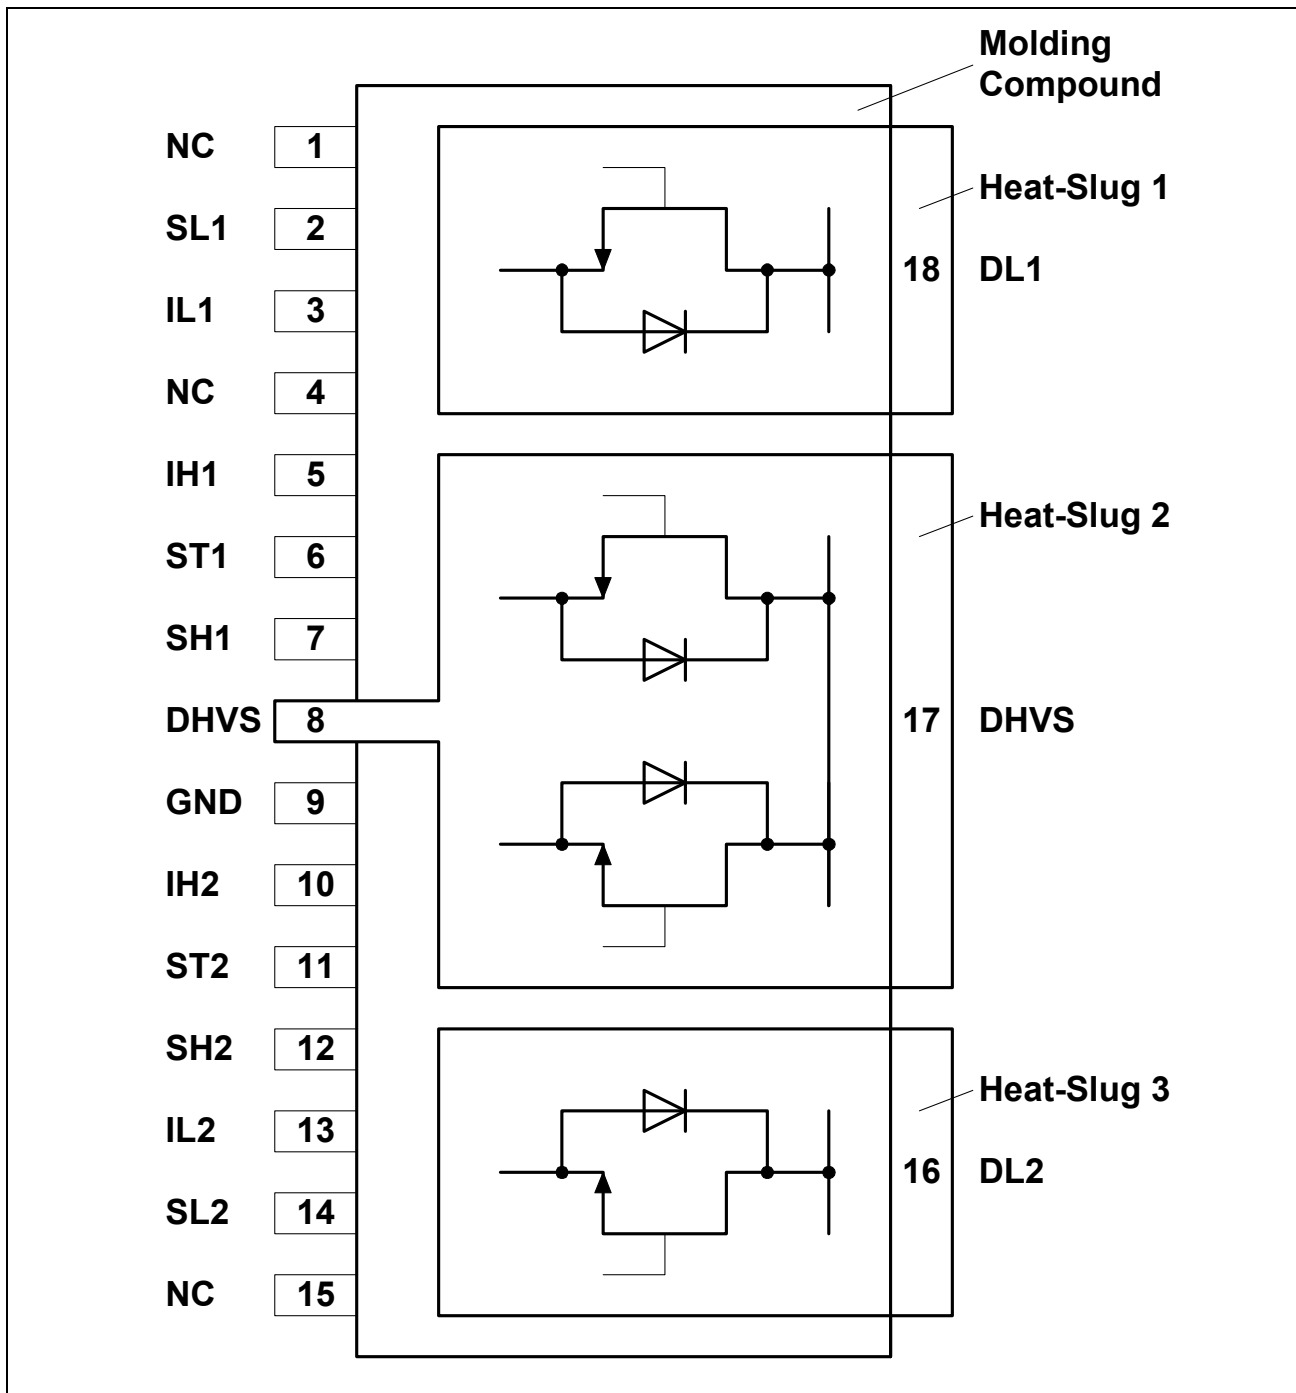 Molding
Compound
NC 1
SL1 2
Heat-Slug 1
18 DL1
IL1 3
NC 4
IH1 5
Heat-Slug 2
ST1 6
SH1 7
DHVS 8
17 DHVS
GND 9
IH2 10
ST2 11
SH2 12
Heat-Slug 3
IL2 13
16 DL2
SL2 14
NC 15